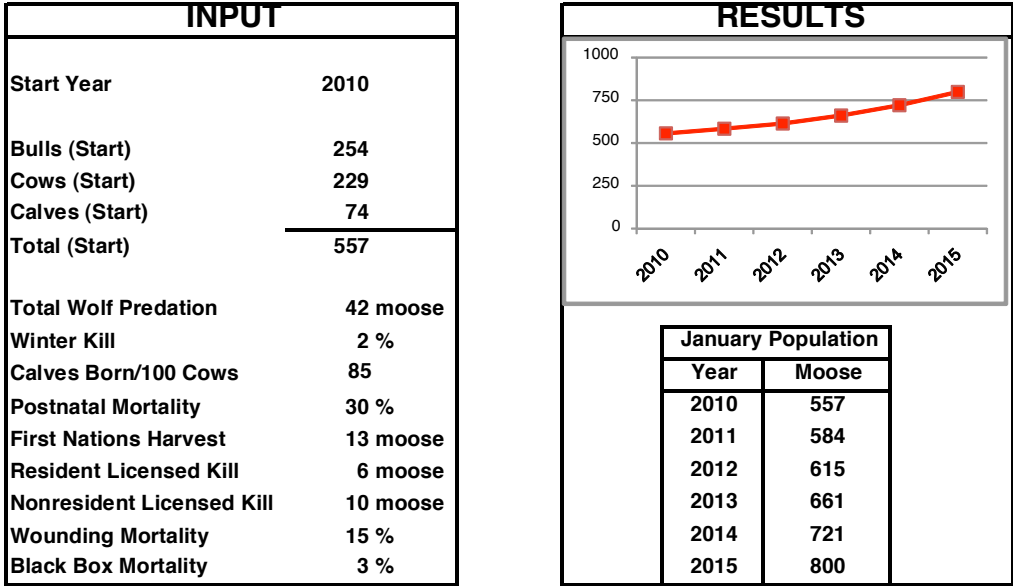 INPUT
Start Year 2010
Bulls (Start) 254
Cows (Start) 229
Calves (Start) 74
Total (Start) 557
Total Wolf Predation 42 moose
Winter Kill 2 %
Calves Born/100 Cows 85
Postnatal Mortality 30 %
First Nations Harvest 13 moose
Resident Licensed Kill 6 moose
Nonresident Licensed Kill 10 moose
Wounding Mortality 15 %
Black Box Mortality 3 %
RESULTS
1000
750
500
250
0
2010 2011 2012 2013 2014 2015
January Population
Year Moose
2010 557
2011 584
2012 615
2013 661
2014 721
2015 800